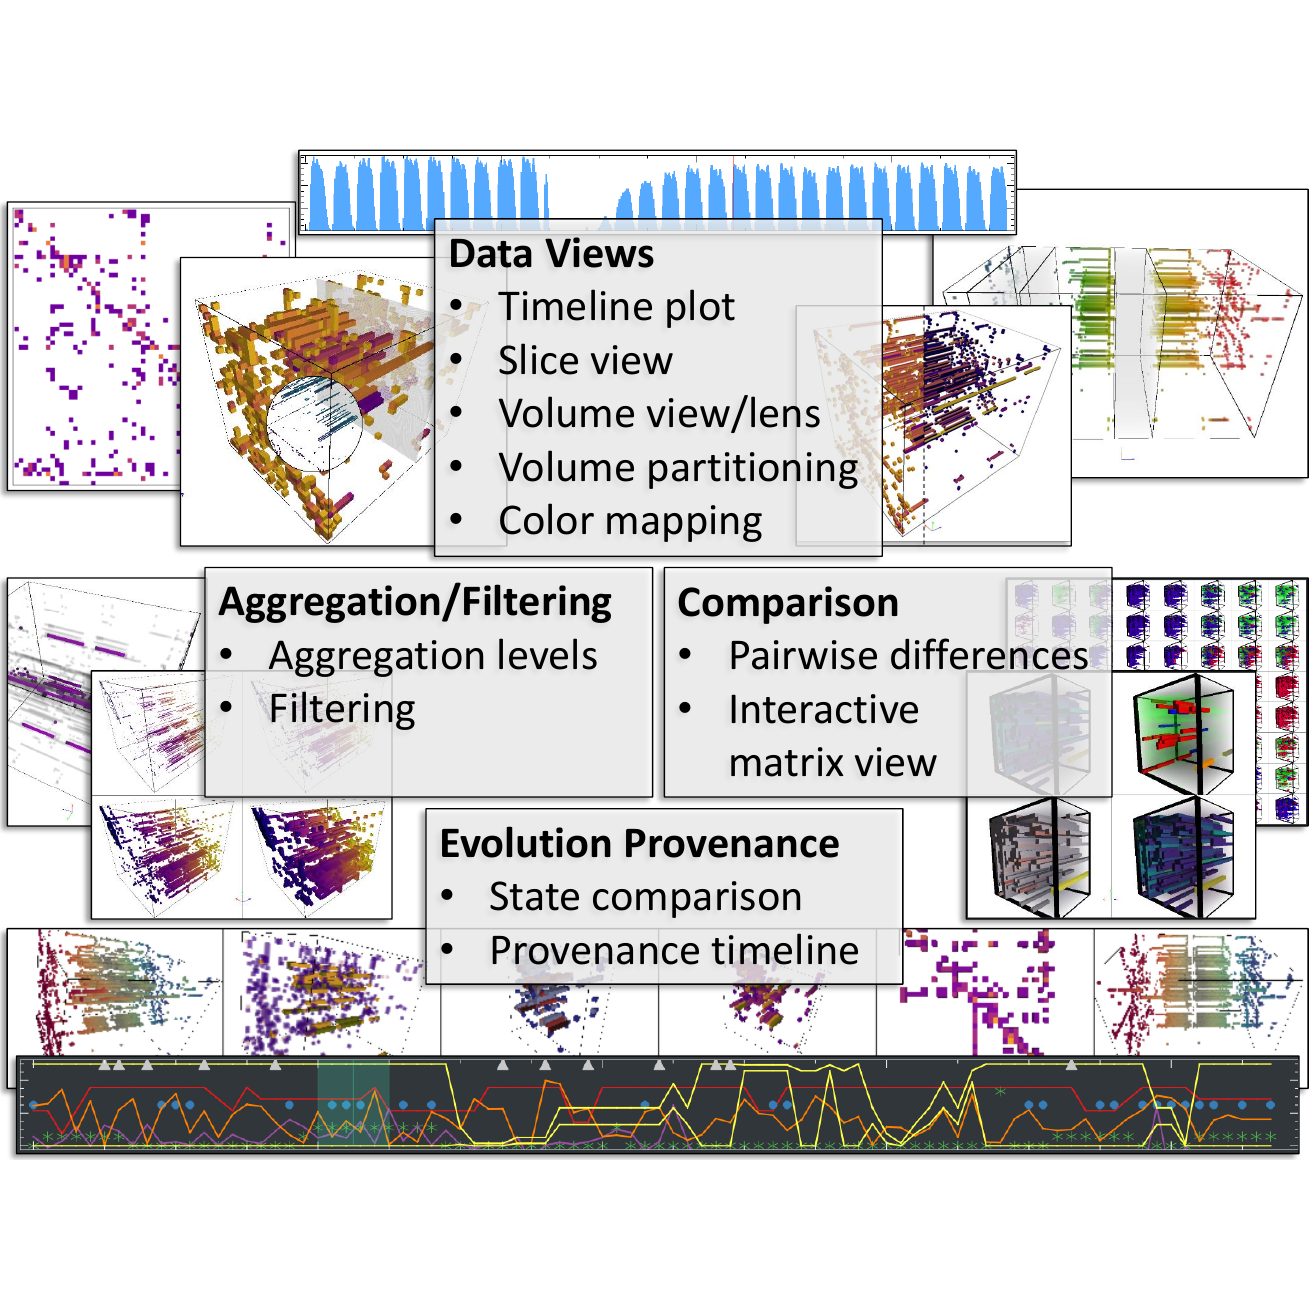 Data Views
• Timeline plot
• Slice view
• Volume view/lens
• Volume partitioning
• Color mapping
Aggregation/Filtering
• Aggregation levels
• Filtering
Comparison
• Pairwise differences
• Interactive
matrix view
Evolution Provenance
• State comparison
• Provenance timeline